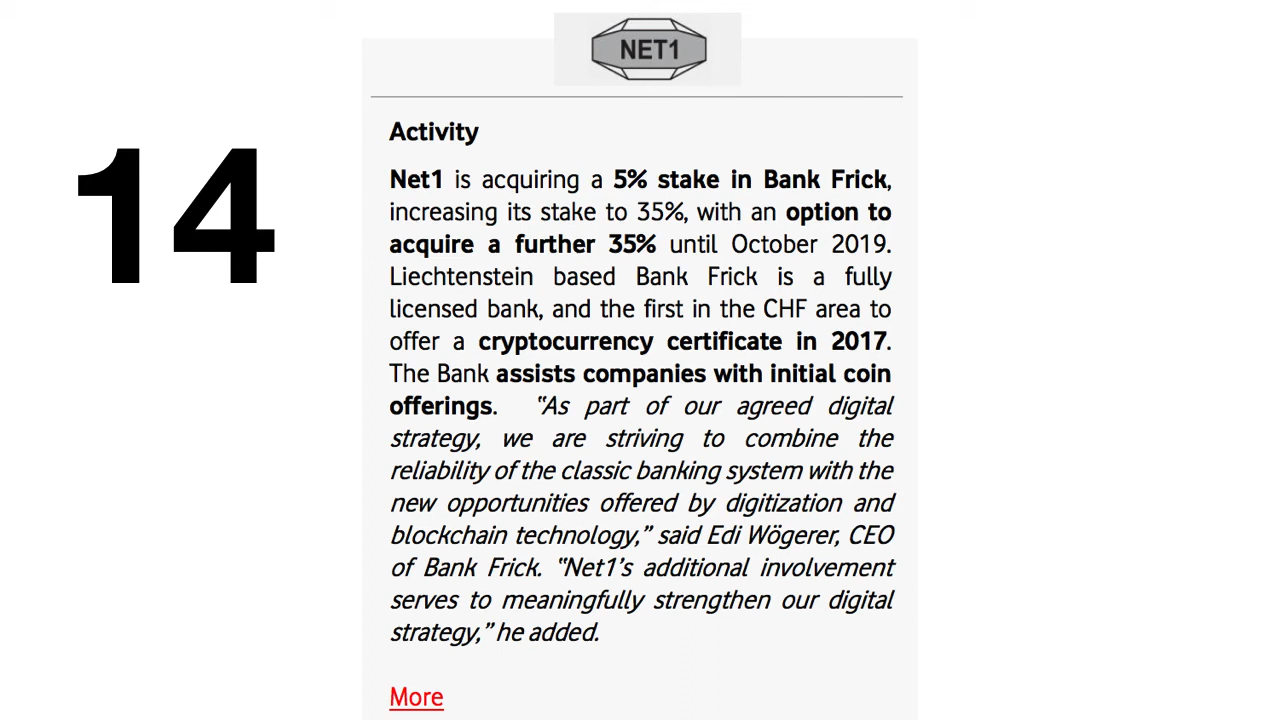 NET1
14
Activity
Net1 is acquiring a 5% stake in Bank Frick,
increasing its stake to 35%, with an option to
acquire a further 35% until October 2019.
Liechtenstein based Bank Frick is a fully
licensed bank, and the first in the CHF area to
offer a cryptocurrency certificate in 2017.
The Bank assists companies with initial coin
offerings. “As part of our agreed digital
strategy, we are striving to combine the
reliability of the classic banking system with the
new opportunities offered by digitization and
blockchain technology,” said Edi Wögerer, CEO
of Bank Frick. “Net1’s additional involvement
serves to meaningfully strengthen our digital
strategy,” he added.
More